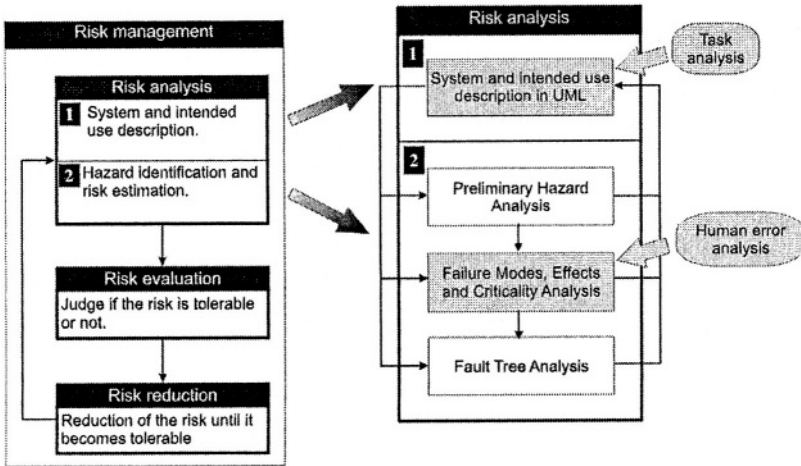 Risk management
Risk analysis
1 System and intended
use description.
2 Hazard identification and
risk estimation.
Risk evaluation
Judge if the risk is tolerable
or not.
Risk reduction
Reduction of the risk until it
becomes tolerable
Risk analysis
1
System and intended use
description in UML
Task
analysis
2
Preliminary Hazard
Analysis
Human error
analysis
Failure Modes, Effects
and Criticality Analysis
Fault Tree Analysis